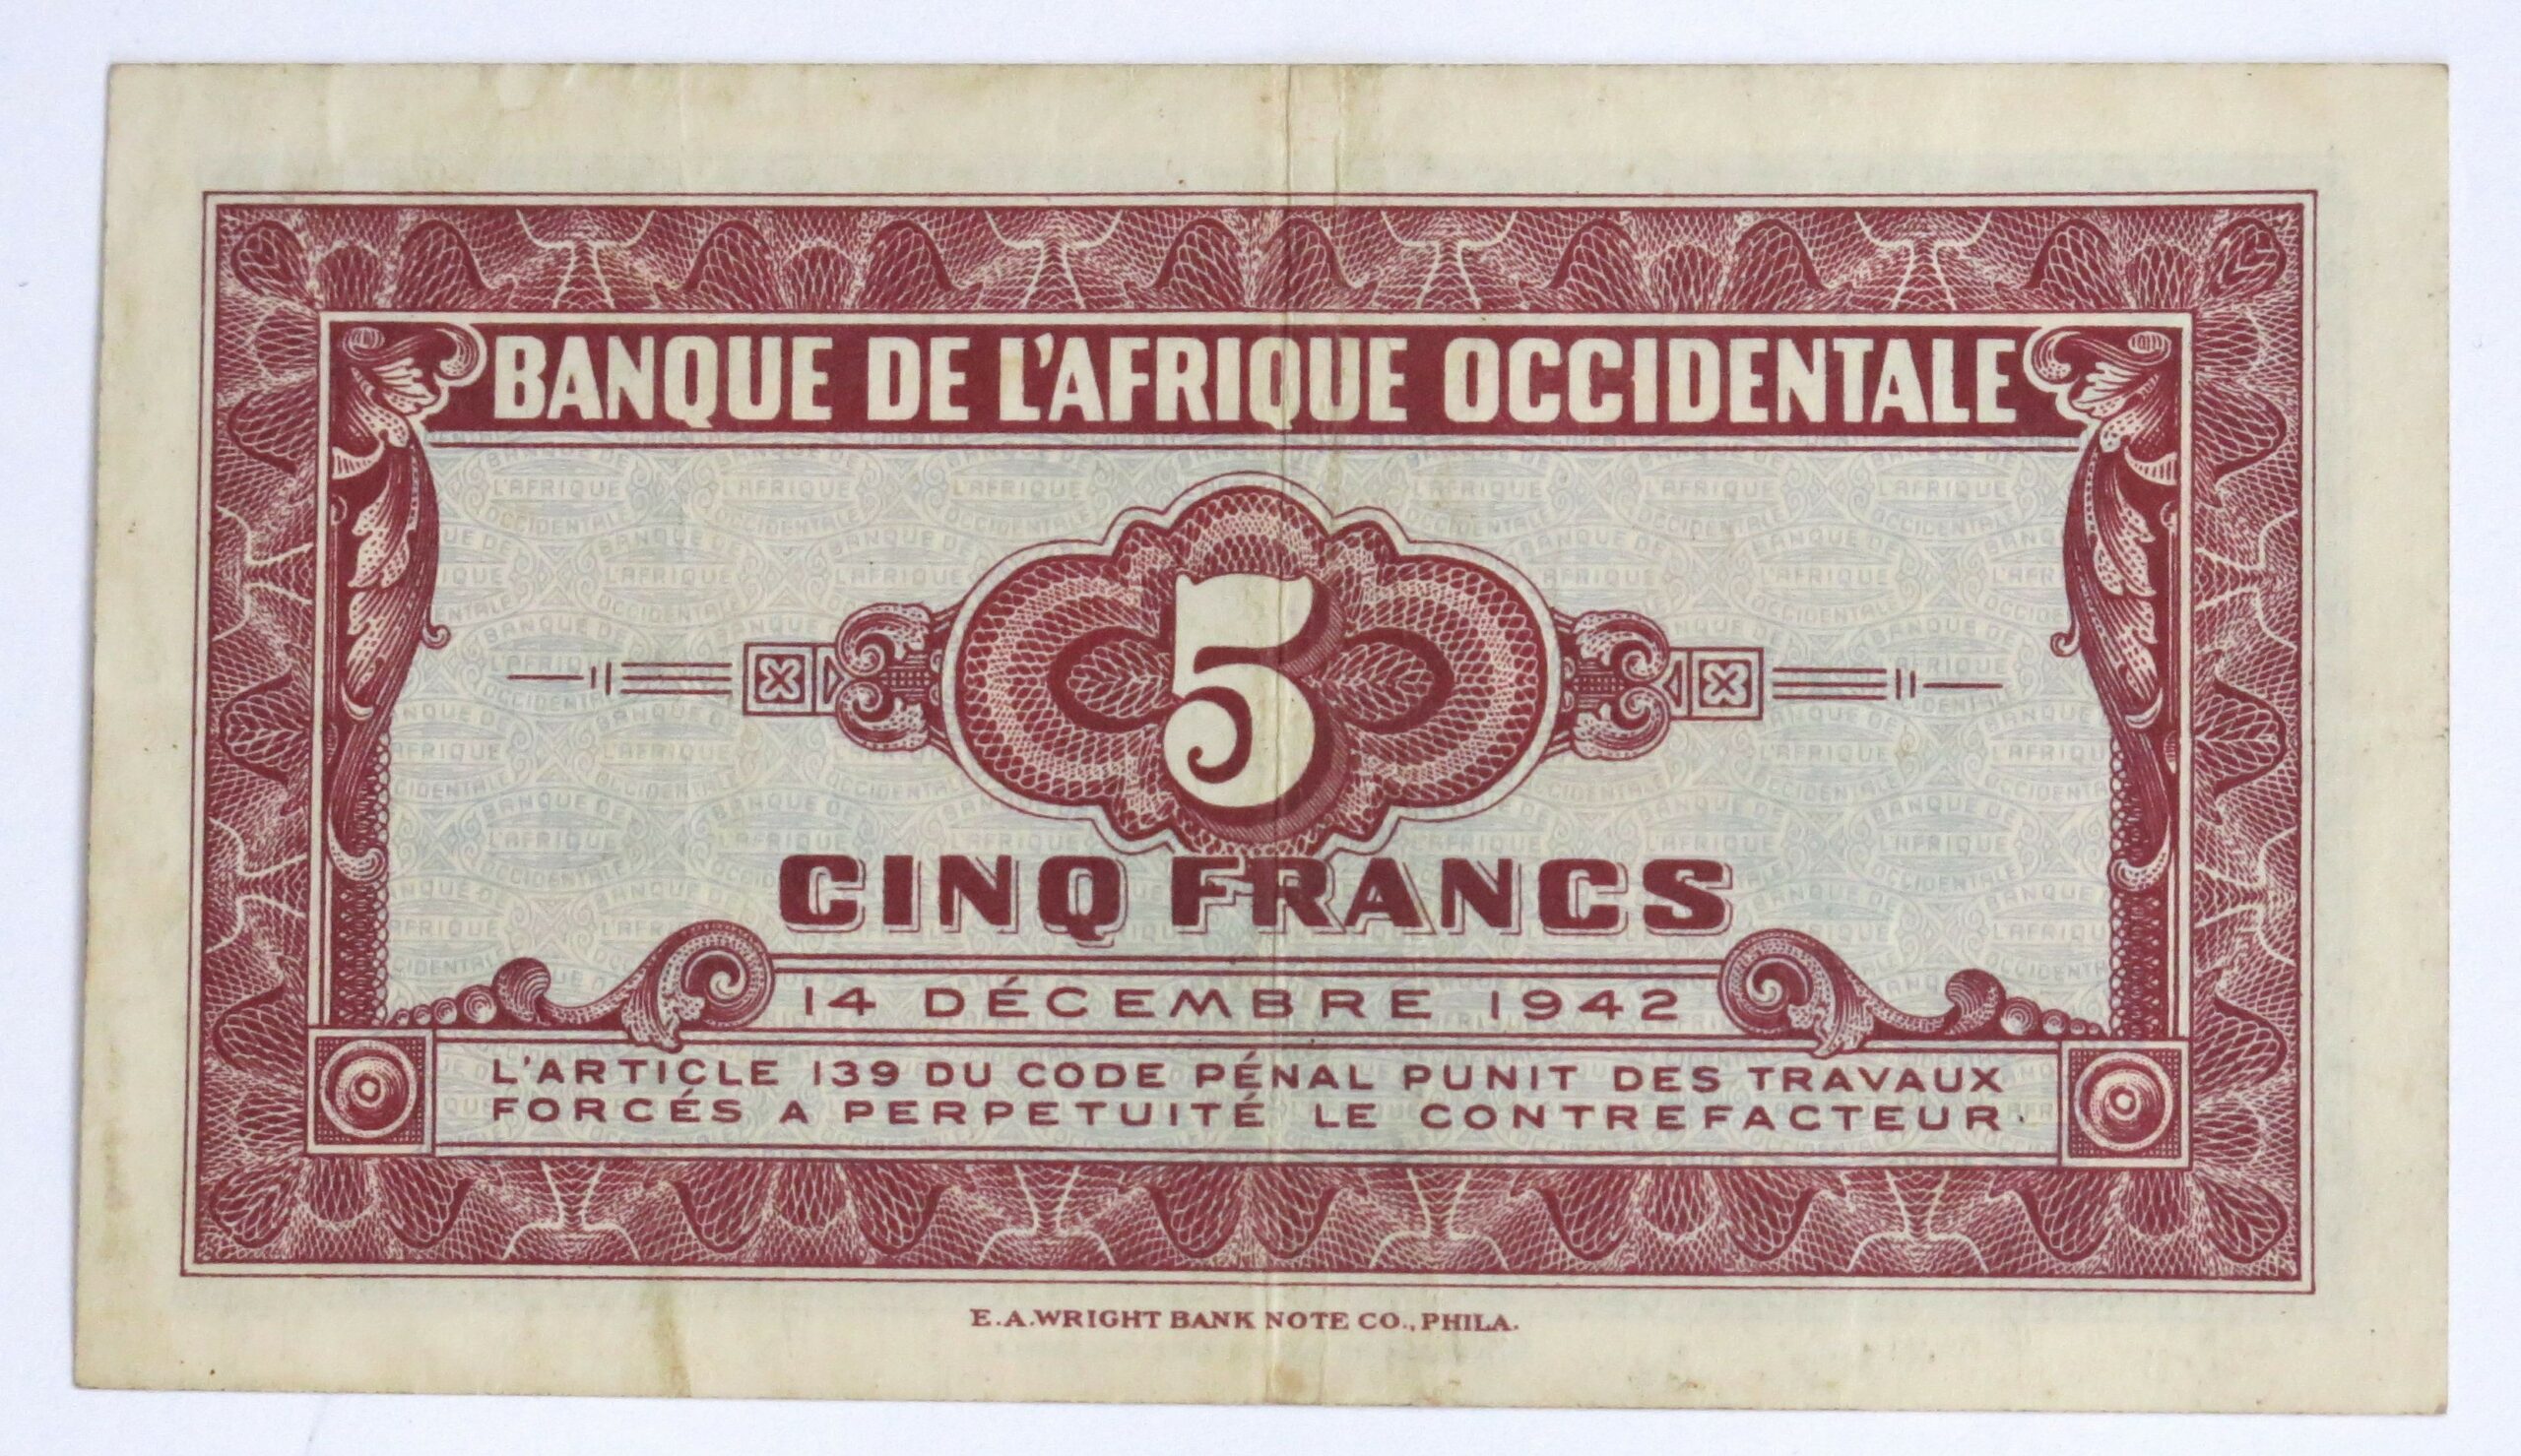 BANQUE DE L'AFRIQUE OCCIDENTALE
5
CINQ FRANCS
14 DÉCEMBRE 1942
L'ARTICLE 139 DU CODE PÉNAL PUNIT DES TRAVAUX
FORCÉS A PERPETUITÉ LE CONTREFACTEUR.
E.A.WRIGHT BANK NOTE CO., PHILA.